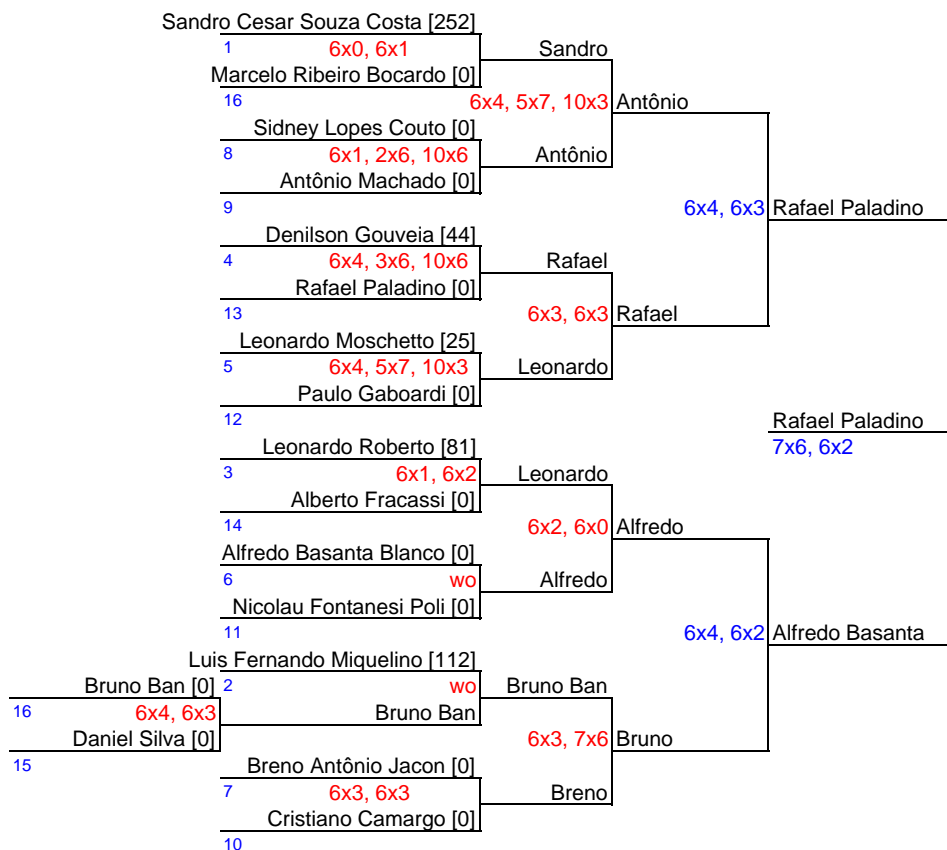 Sandro Cesar Souza Costa [252]
1 6x0, 6x1 Sandro
Marcelo Ribeiro Bocardo [0]
16 6x4, 5x7, 10x3 Antônio
Sidney Lopes Couto [0]
8 6x1, 2x6, 10x6 Antônio
Antônio Machado [0]
9 6x4, 6x3 Rafael Paladino
Denilson Gouveia [44]
4 6x4, 3x6, 10x6 Rafael
Rafael Paladino [0]
13 6x3, 6x3 Rafael
Leonardo Moschetto [25]
5 6x4, 5x7, 10x3 Leonardo
Paulo Gaboardi [0]
12 Rafael Paladino
7x6, 6x2
Leonardo Roberto [81]
3 6x1, 6x2 Leonardo
Alberto Fracassi [0]
14 6x2, 6x0 Alfredo
Alfredo Basanta Blanco [0]
6 wo Alfredo
Nicolau Fontanesi Poli [0]
11 6x4, 6x2 Alfredo Basanta
Luis Fernando Miquelino [112]
Bruno Ban [0] 2 wo Bruno Ban
16 6x4, 6x3 Bruno Ban
Daniel Silva [0] 6x3, 7x6 Bruno
15
Breno Antônio Jacon [0]
7 6x3, 6x3 Breno
Cristiano Camargo [0]
10